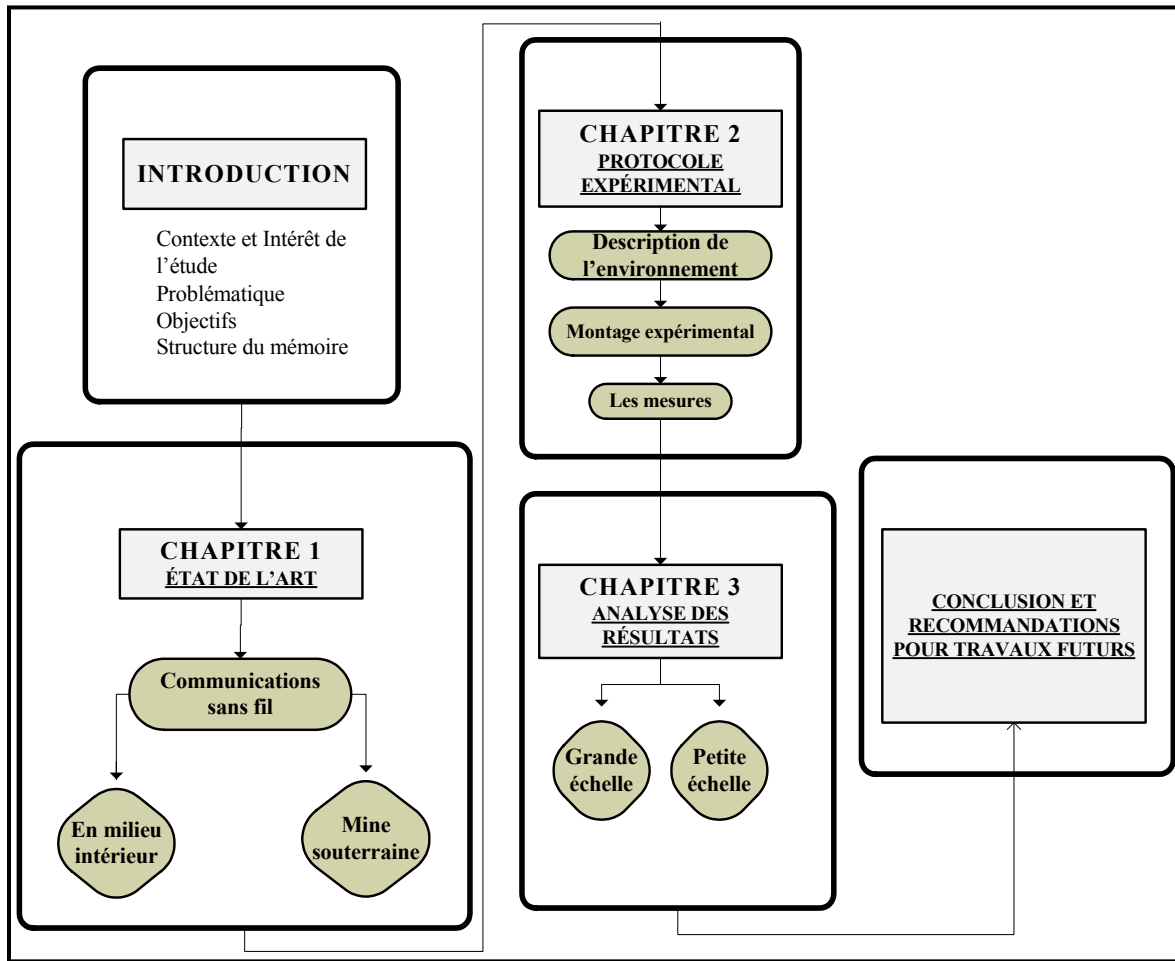 INTRODUCTION
Contexte et Intérêt de
l’étude
Problématique
Objectifs
Structure du mémoire
CHAPITRE 1
ÉTAT DE L’ART
Communications
sans fil
En milieu
intérieur
Mine
souterraine
CHAPITRE 2
PROTOCOLE
EXPÉRIMENTAL
Description de
l’environnement
Montage expérimental
Les mesures
CHAPITRE 3
ANALYSE DES
RÉSULTATS
Grande
échelle
Petite
échelle
CONCLUSION ET
RECOMMANDATIONS
POUR TRAVAUX FUTURS